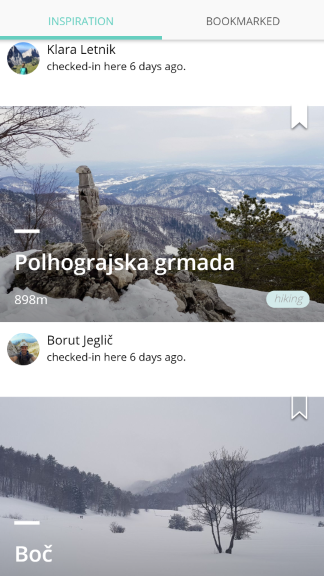 INSPIRATION
BOOKMARKED
Klara Letnik
checked-in here 6 days ago.
Polhograjska grmada
898m
hiking
Borut Jeglič
checked-in here 6 days ago.
Boč